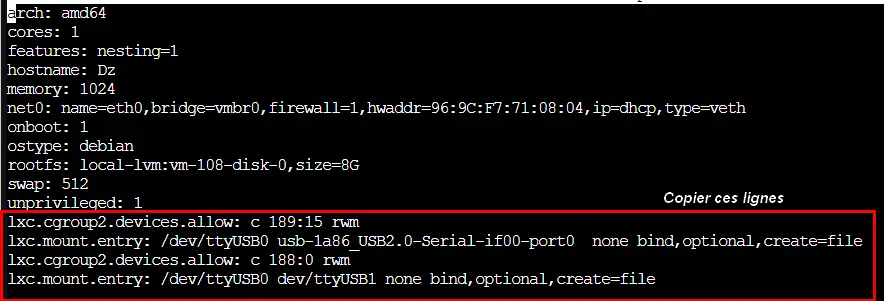 arch: amd64
cores: 1
features: nesting=1
hostname: Dz
memory: 1024
net0: name=eth0,bridge=vmbr0,firewall=1,hwaddr=96:9C:F7:71:08:04,ip=dhcp,type=veth
onboot: 1
ostype: debian
rootfs: local-lvm:vm-108-disk-0,size=8G
swap: 512
unprivileged: 1
Copier ces lignes
lxc.cgroup2.devices.allow: c 189:15 rwm
lxc.mount.entry: /dev/ttyUSB0 usb-1a86_USB2.0-Serial-if00-port0  none bind,optional,create=file
lxc.cgroup2.devices.allow: c 188:0 rwm
lxc.mount.entry: /dev/ttyUSB0 dev/ttyUSB1 none bind,optional,create=file